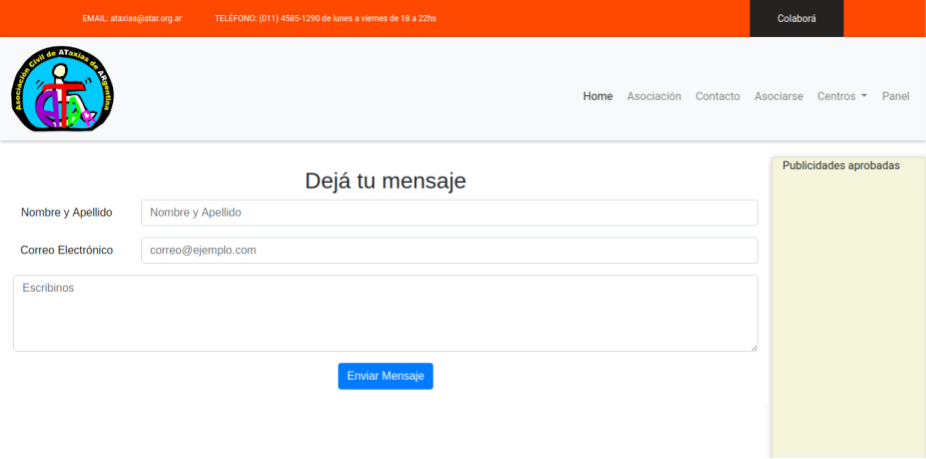 EMAIL: ataxias@atar.org.ar TELÉFONO: (011) 4585-1290 de lunes a viernes de 18 a 22hs Colaborá
Asociación Civil de ATaxias de ARgentina
ATAR
Home Asociación Contacto Asociarse Centros Panel
Publicidades aprobadas
Dejá tu mensaje
Nombre y Apellido Nombre y Apellido
Correo Electrónico correo@ejemplo.com
Escribinos
Enviar Mensaje